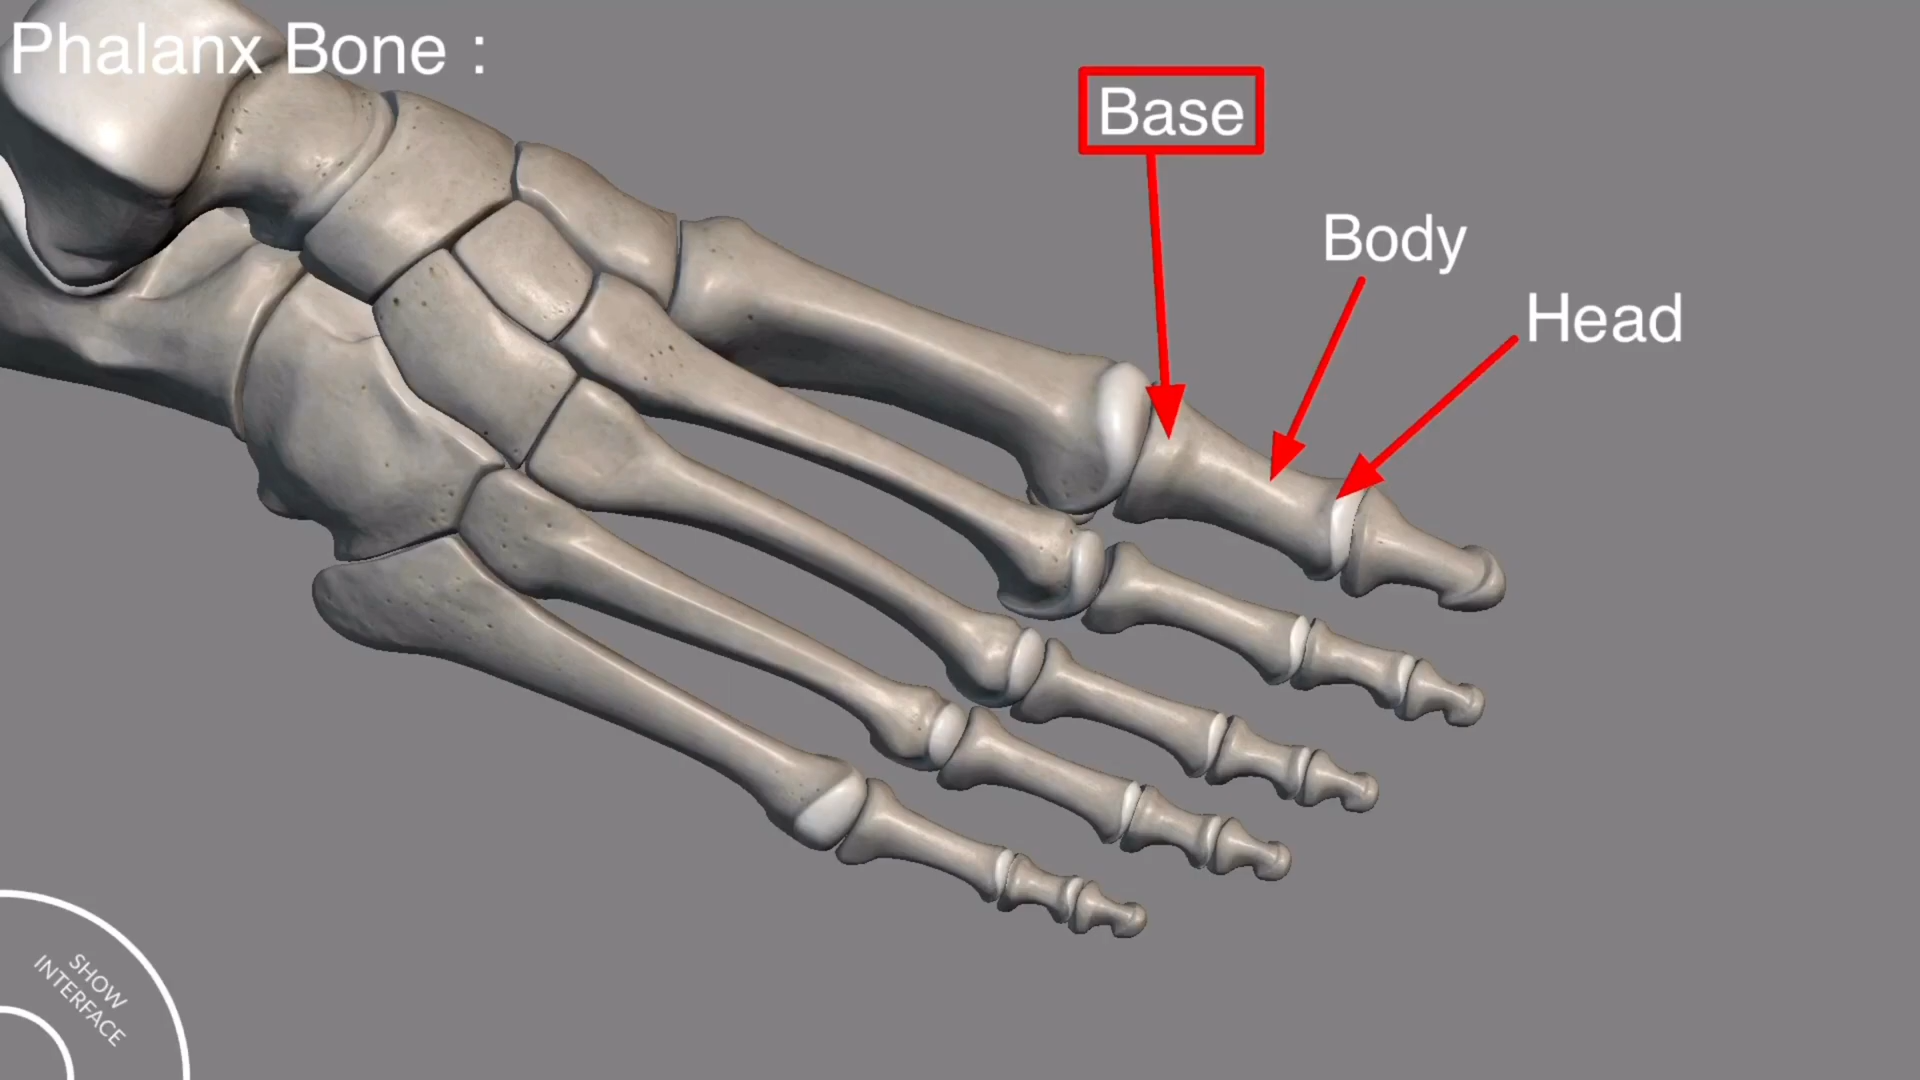 Phalanx Bone :
Base
Body
Head
SHOW
INTERFACE